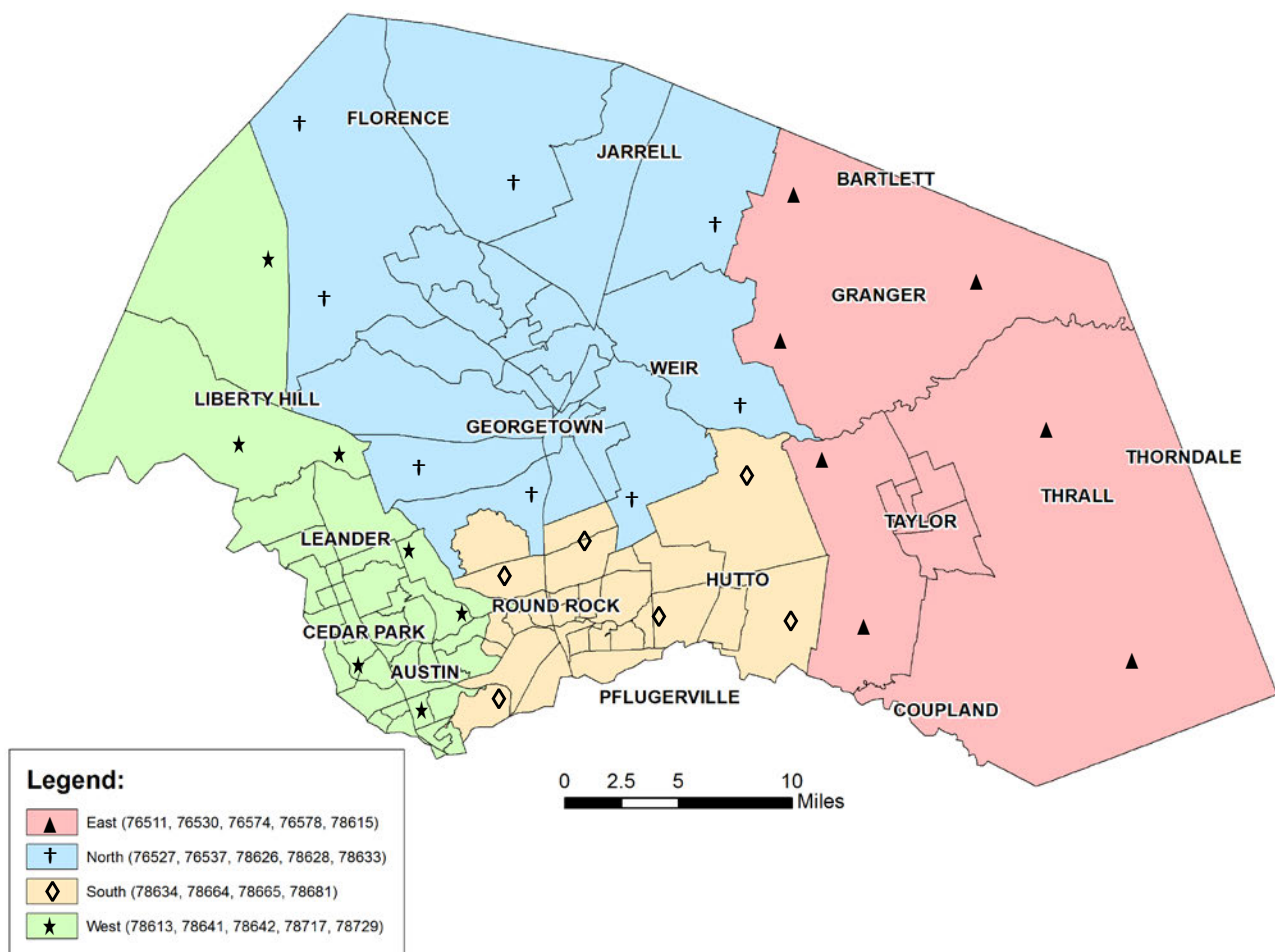 FLORENCE
JARRELL
BARTLETT
GRANGER
WEIR
LIBERTY HILL
GEORGETOWN
THORNDALE
THRALL
TAYLOR
LEANDER
HUTTO
ROUND ROCK
CEDAR PARK
AUSTIN
PFLUGERVILLE
COUPLAND
0 2.5 5 10
Miles
Legend:
East (76511, 76530, 76574, 76578, 78615)
North (76527, 76537, 78626, 78628, 78633)
South (78634, 78664, 78665, 78681)
West (78613, 78641, 78642, 78717, 78729)